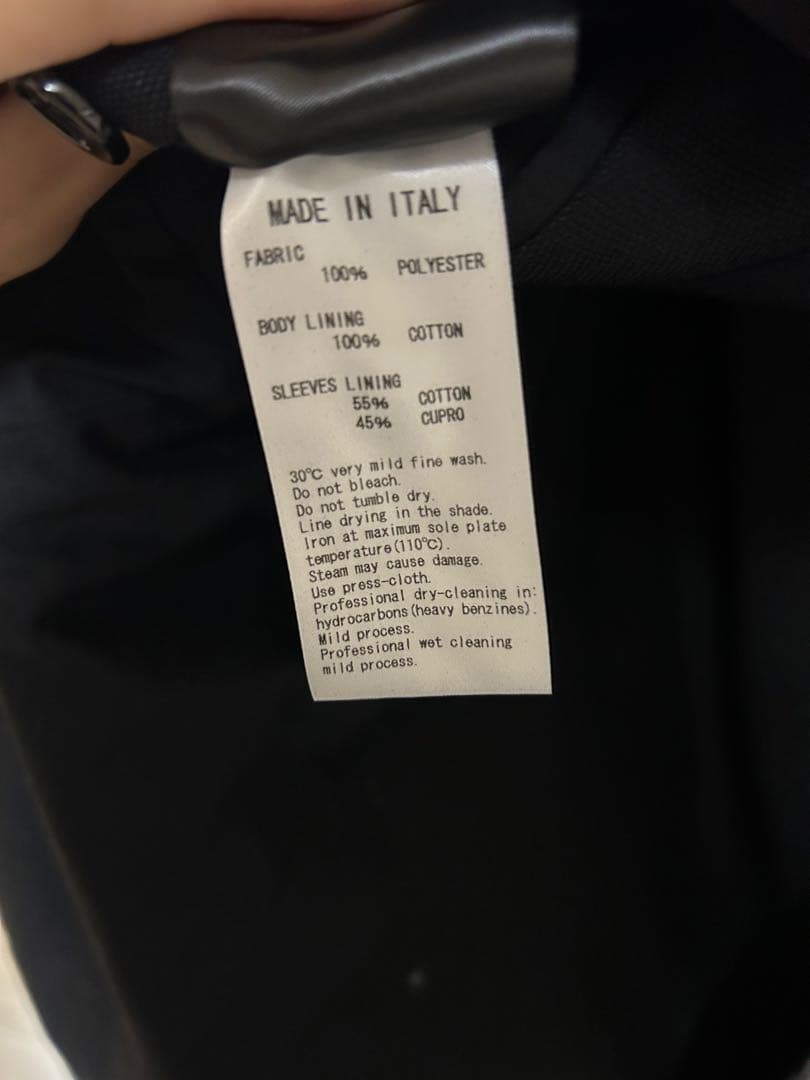 MADE IN ITALY
FABRIC
100% POLYESTER
BODY LINING
100% COTTON
SLEEVES LINING
55% COTTON
45% CUPRO
30℃ very mild fine wash.
Do not bleach.
Do not tumble dry.
Line drying in the shade.
Iron at maximum sole plate
temperature(110℃).
Steam may cause damage.
Use press-cloth.
Professional dry-cleaning in:
hydrocarbons(heavy benzines).
Mild process.
Professional wet cleaning
mild process.